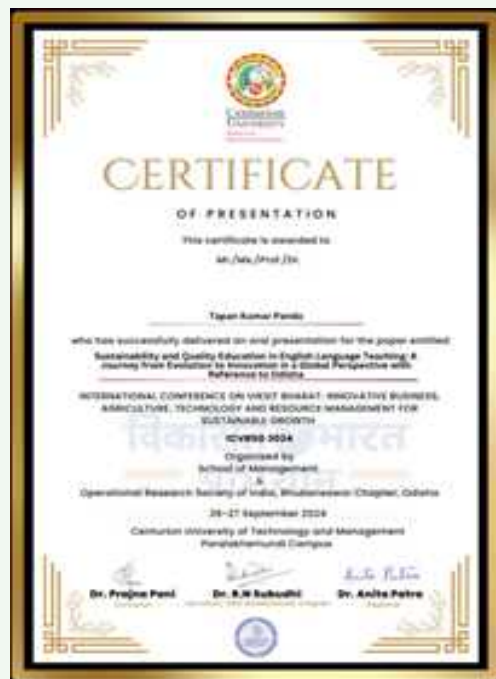 CENTURION
UNIVERSITY
CERTIFICATE
OF PRESENTATION
This certificate is awarded to
Mr./Ms./Prof./Dr.
Tapan Kumar Panda
who has successfully delivered an oral presentation for the paper entitled
Sustainability and Quality Education in English Language Teaching: A
Journey From Evolution to Innovation in a Global Perspective with
Reference to Odisha
INTERNATIONAL CONFERENCE ON VIKSIT BHARAT: INNOVATIVE BUSINESS,
AGRICULTURE, TECHNOLOGY AND RESOURCE MANAGEMENT FOR
SUSTAINABLE GROWTH
2024
Organised by
School of Management
&
Operational Research Society of India, Bhubaneswar Chapter, Odisha
26-27 September 2024
Centurion University of Technology and Management
Paralakhemundi Campus
Dr. Prajna Pani Dr. B.N Subudhi Dr. Anita Patra